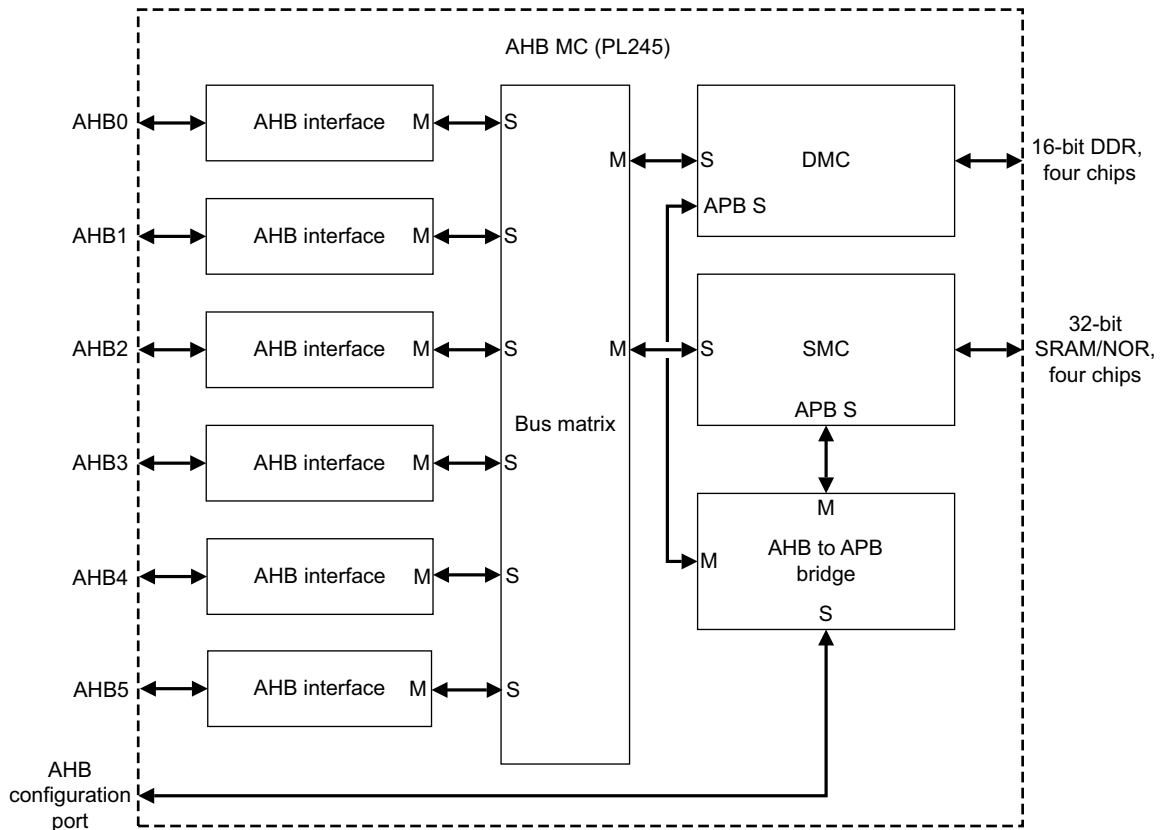 AHB MC (PL245)
AHB0
AHB interface
M
S
AHB1
AHB interface
M
S
AHB2
AHB interface
M
S
AHB3
AHB interface
M
S
AHB4
AHB interface
M
S
AHB5
AHB interface
M
S
Bus matrix
M
M
S
DMC
APB S
16-bit DDR,
four chips
S
SMC
APB S
32-bit
SRAM/NOR,
four chips
M
M
AHB to APB
bridge
S
AHB
configuration
port